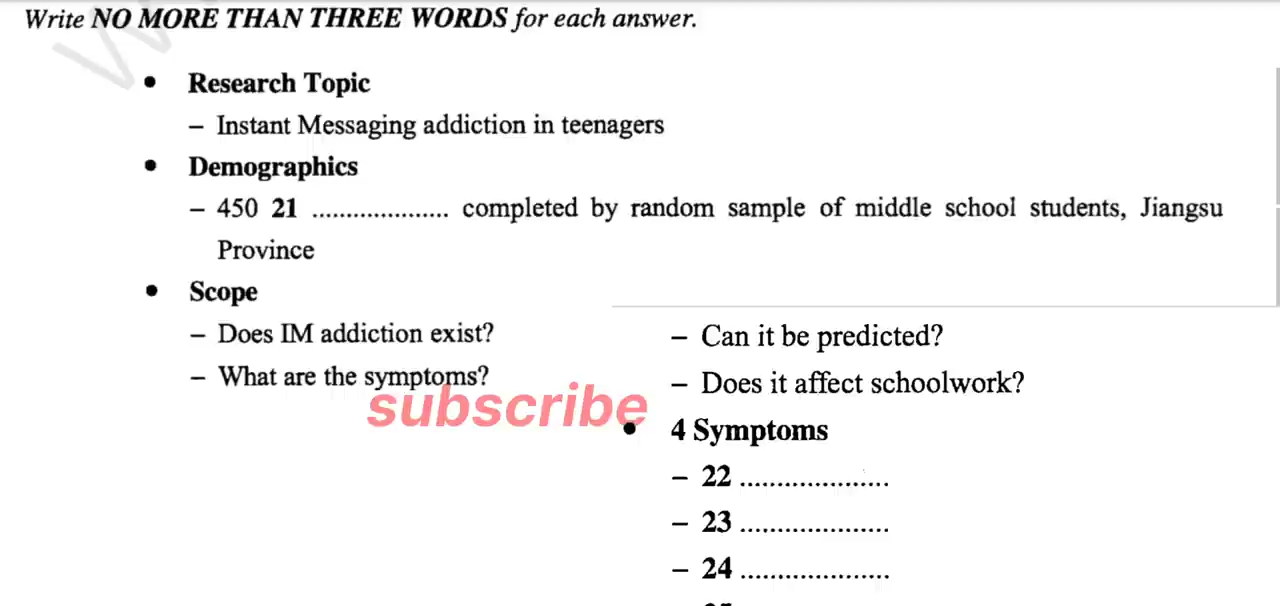 Write NO MORE THAN THREE WORDS for each answer.
• Research Topic
– Instant Messaging addiction in teenagers
• Demographics
– 450 21 .................... completed by random sample of middle school students, Jiangsu
Province
• Scope
– Does IM addiction exist?
– What are the symptoms?
subscribe
– Can it be predicted?
– Does it affect schoolwork?
• 4 Symptoms
– 22 ....................
– 23 ....................
– 24 ....................